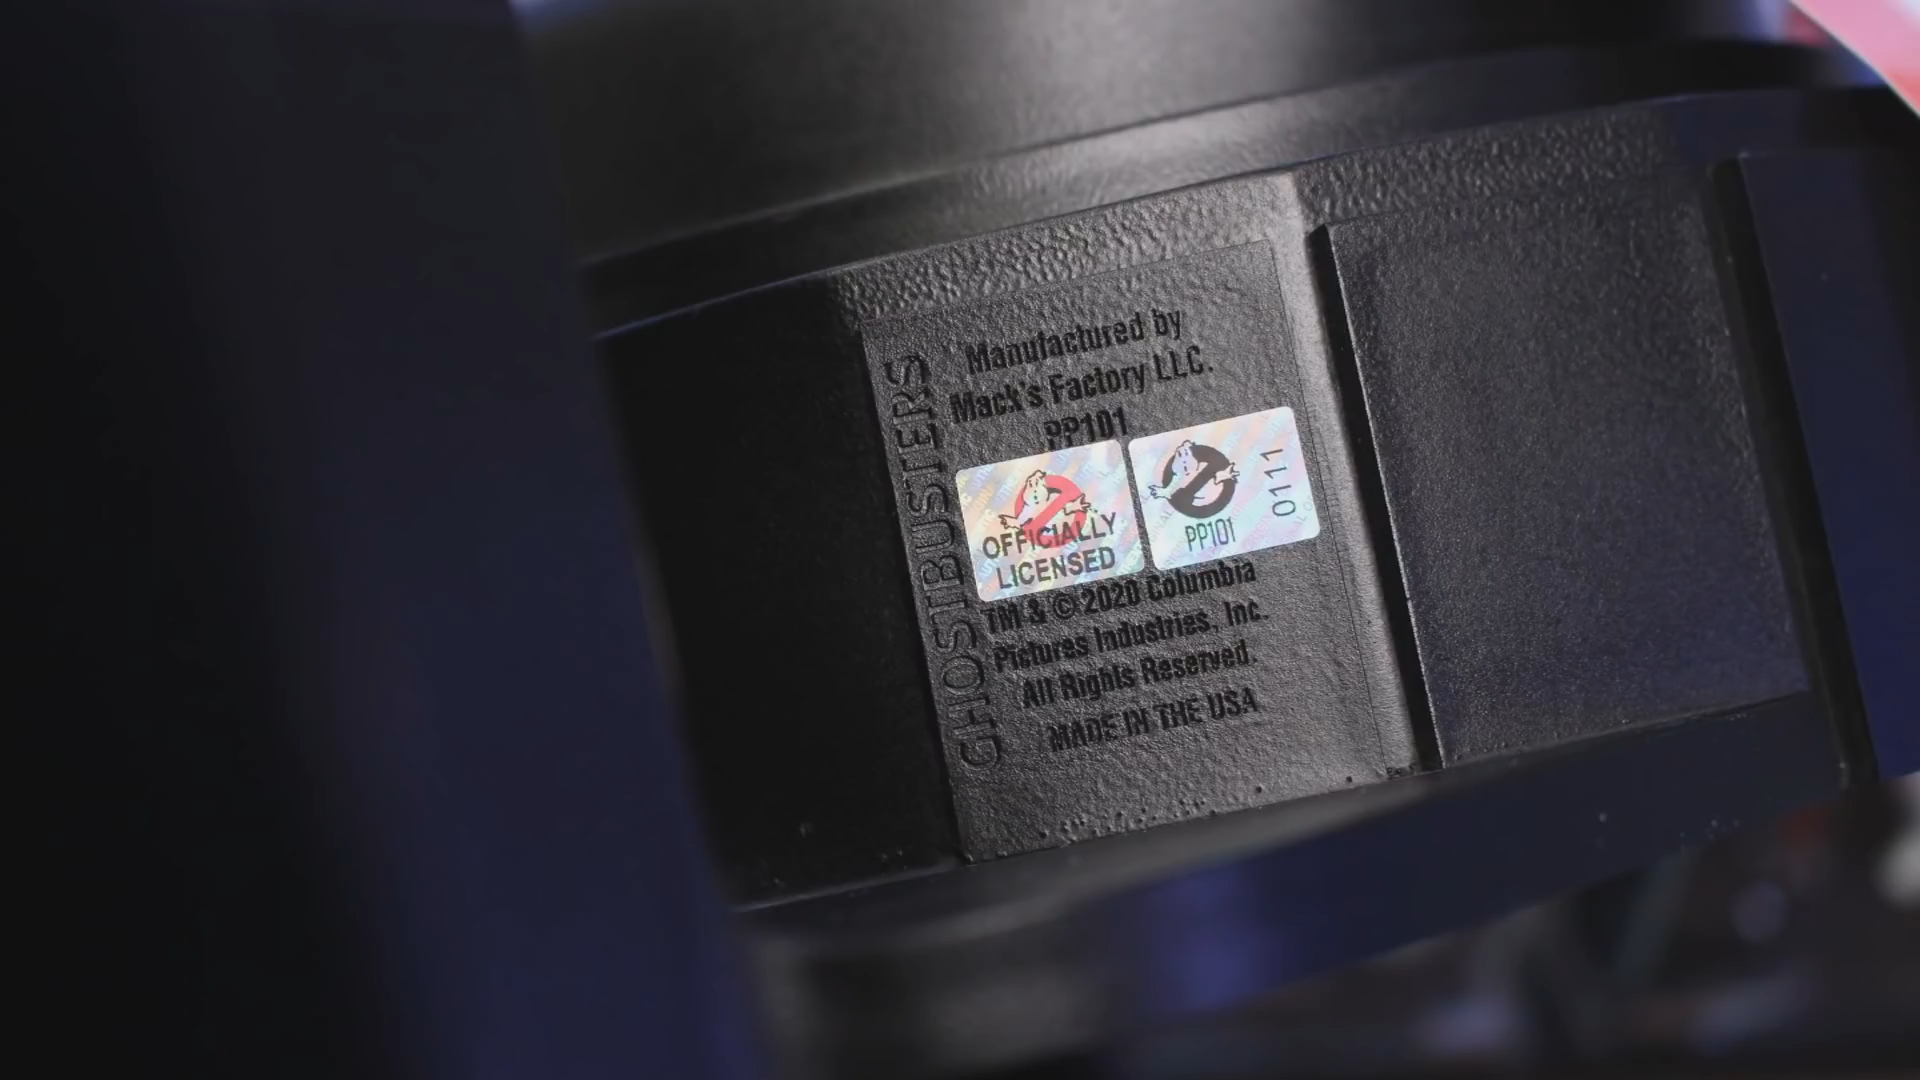 GHOSTBUSTERS
Manufactured by
Mack's Factory LLC.
PP101
OFFICIALLY
LICENSED
PP101
0111
TM & © 2020 Columbia
Pictures Industries, Inc.
All Rights Reserved.
MADE IN THE USA